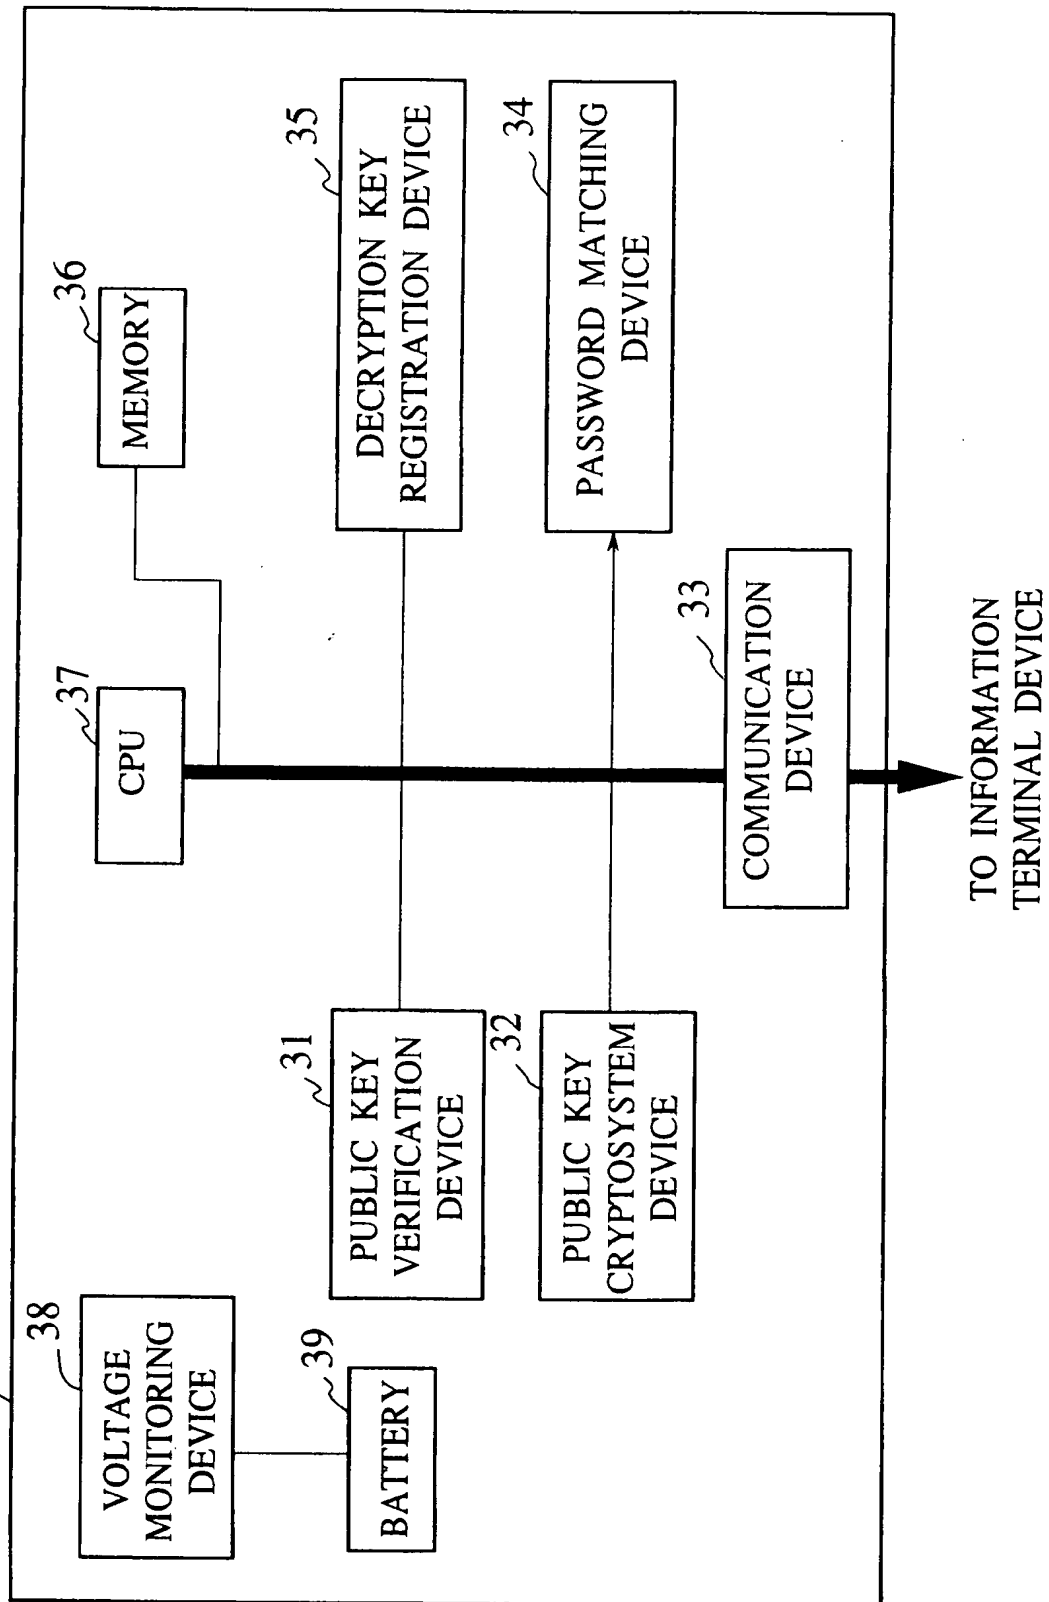 38
VOLTAGE
MONITORING
DEVICE
39
BATTERY
37
CPU
36
MEMORY
31
PUBLIC KEY
VERIFICATION
DEVICE
35
DECRYPTION KEY
REGISTRATION DEVICE
32
PUBLIC KEY
CRYPTOSYSTEM
DEVICE
34
PASSWORD MATCHING
DEVICE
33
COMMUNICATION
DEVICE
TO INFORMATION
TERMINAL DEVICE